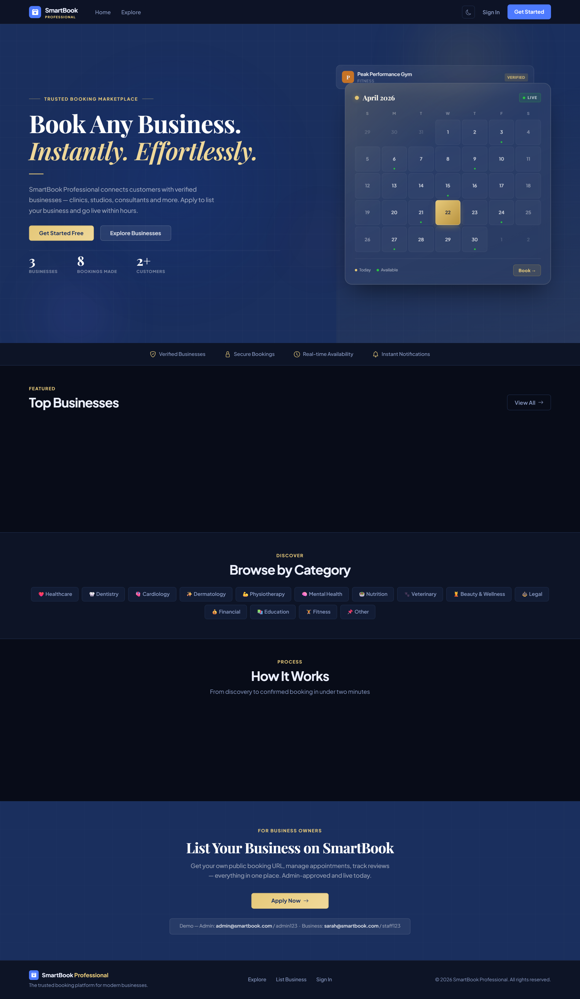 SmartBook
PROFESSIONAL
Home Explore
Sign In Get Started
TRUSTED BOOKING MARKETPLACE
Book Any Business.
Instantly. Effortlessly.
SmartBook Professional connects customers with verified
businesses — clinics, studios, consultants and more. Apply to list
your business and go live within hours.
Get Started Free Explore Businesses
3 8 2+
BUSINESSES BOOKINGS MADE CUSTOMERS
P Peak Performance Gym VERIFIED
FITNESS
April 2026 LIVE
S M T W T F S
29 30 31 1 2 3 4
5 6 7 8 9 10 11
12 13 14 15 16 17 18
19 20 21 22 23 24 25
26 27 28 29 30 1 2
Today Available Book →
Verified Businesses Secure Bookings Real-time Availability Instant Notifications
FEATURED
Top Businesses
View All →
DISCOVER
Browse by Category
❤️ Healthcare 🦷 Dentistry 🫀 Cardiology ✨ Dermatology 💪 Physiotherapy 🧠 Mental Health 🥗 Nutrition 🐾 Veterinary 💆 Beauty & Wellness ⚖️ Legal
💰 Financial 📚 Education 🏋️ Fitness 📌 Other
PROCESS
How It Works
From discovery to confirmed booking in under two minutes
FOR BUSINESS OWNERS
List Your Business on SmartBook
Get your own public booking URL, manage appointments, track reviews
— everything in one place. Admin-approved and live today.
Apply Now →
Demo — Admin: admin@smartbook.com / admin123 · Business: sarah@smartbook.com / staff123
SmartBook Professional
The trusted booking platform for modern businesses.
Explore List Business Sign In
© 2026 SmartBook Professional. All rights reserved.